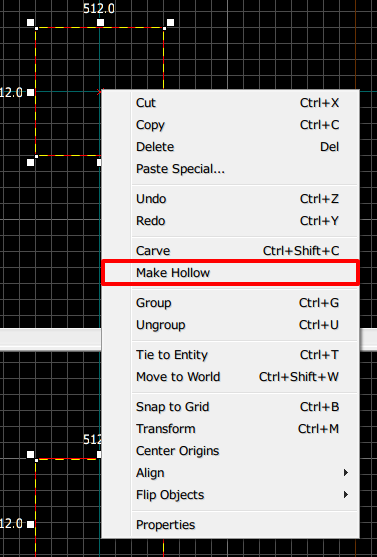 512.0
12.0
Cut Ctrl+X
Copy Ctrl+C
Delete Del
Paste Special...
Undo Ctrl+Z
Redo Ctrl+Y
Carve Ctrl+Shift+C
Make Hollow
Group Ctrl+G
Ungroup Ctrl+U
Tie to Entity Ctrl+T
Move to World Ctrl+Shift+W
Snap to Grid Ctrl+B
512
Transform Ctrl+M
Center Origins
Align
Flip Objects
12.0
Properties